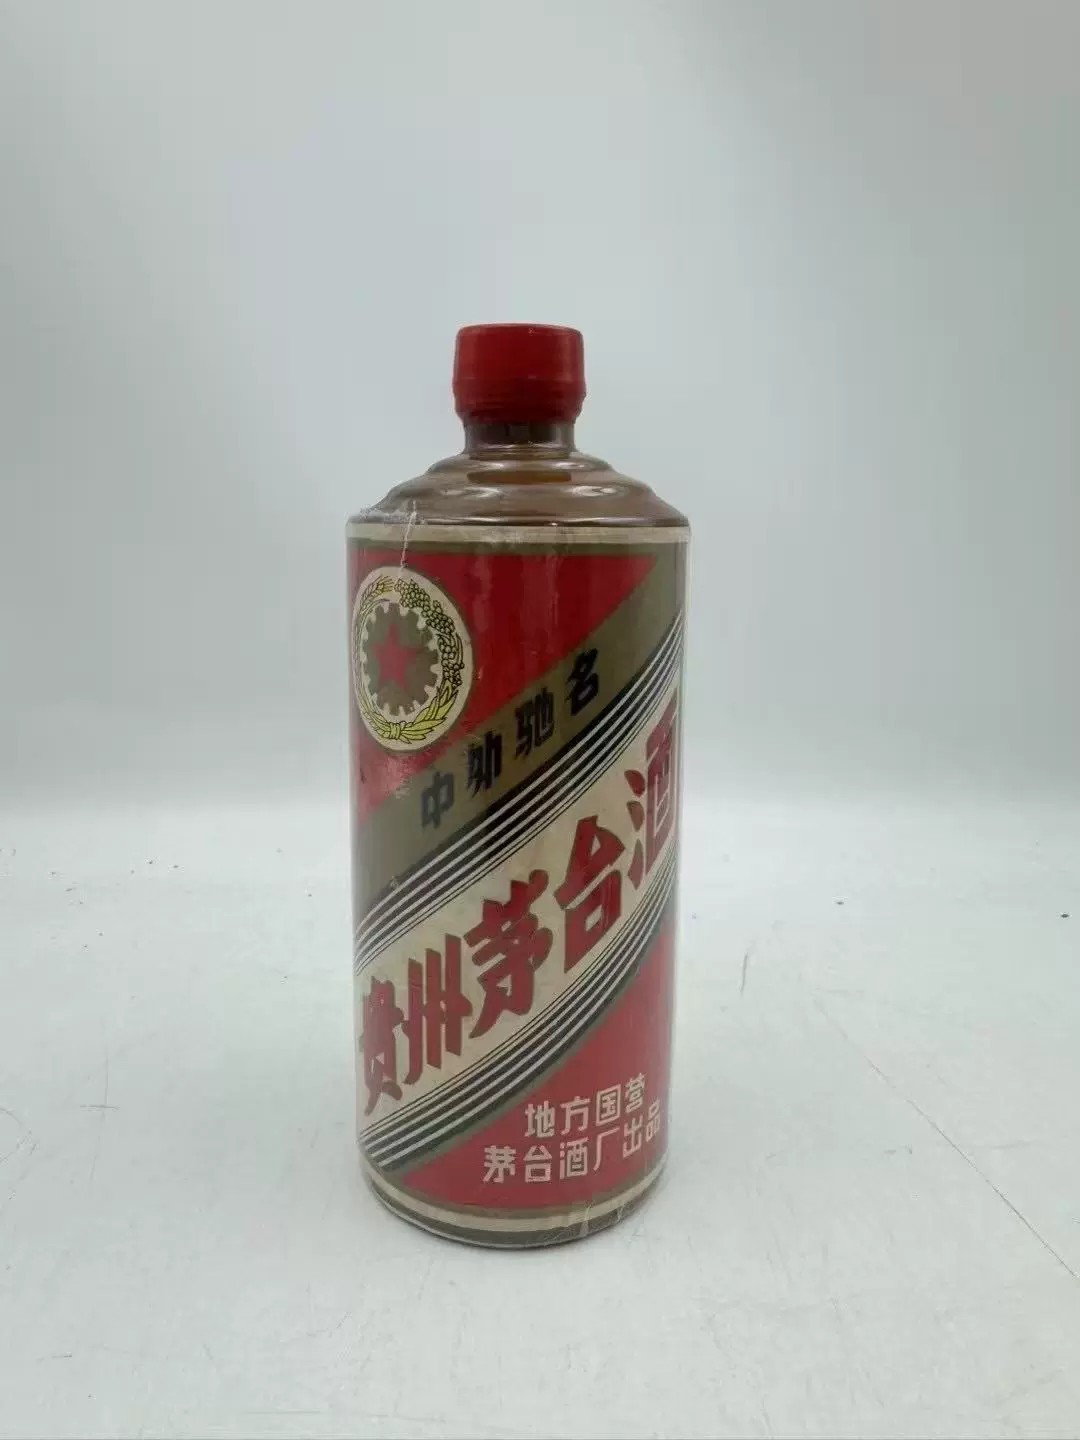 中外驰名
贵州茅台酒
地方国营
茅台酒厂出品